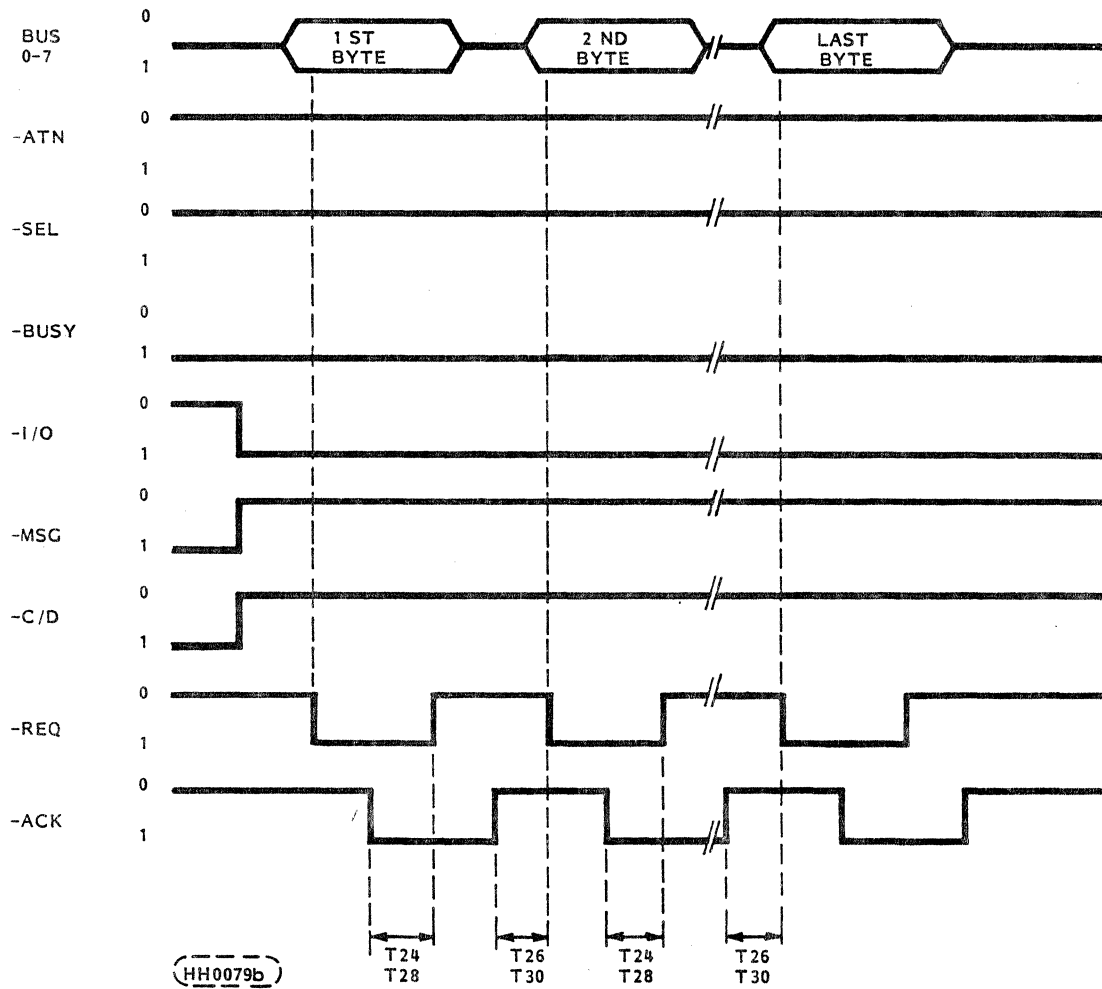 BUS
0-7
0
1
1 ST
BYTE
2 ND
BYTE
LAST
BYTE
-ATN
0
1
-SEL
0
1
-BUSY
0
1
-I/O
0
1
-MSG
0
1
-C/D
0
1
-REQ
0
1
-ACK
0
1
T24
T28
T26
T30
T24
T28
T26
T30
HH0079b